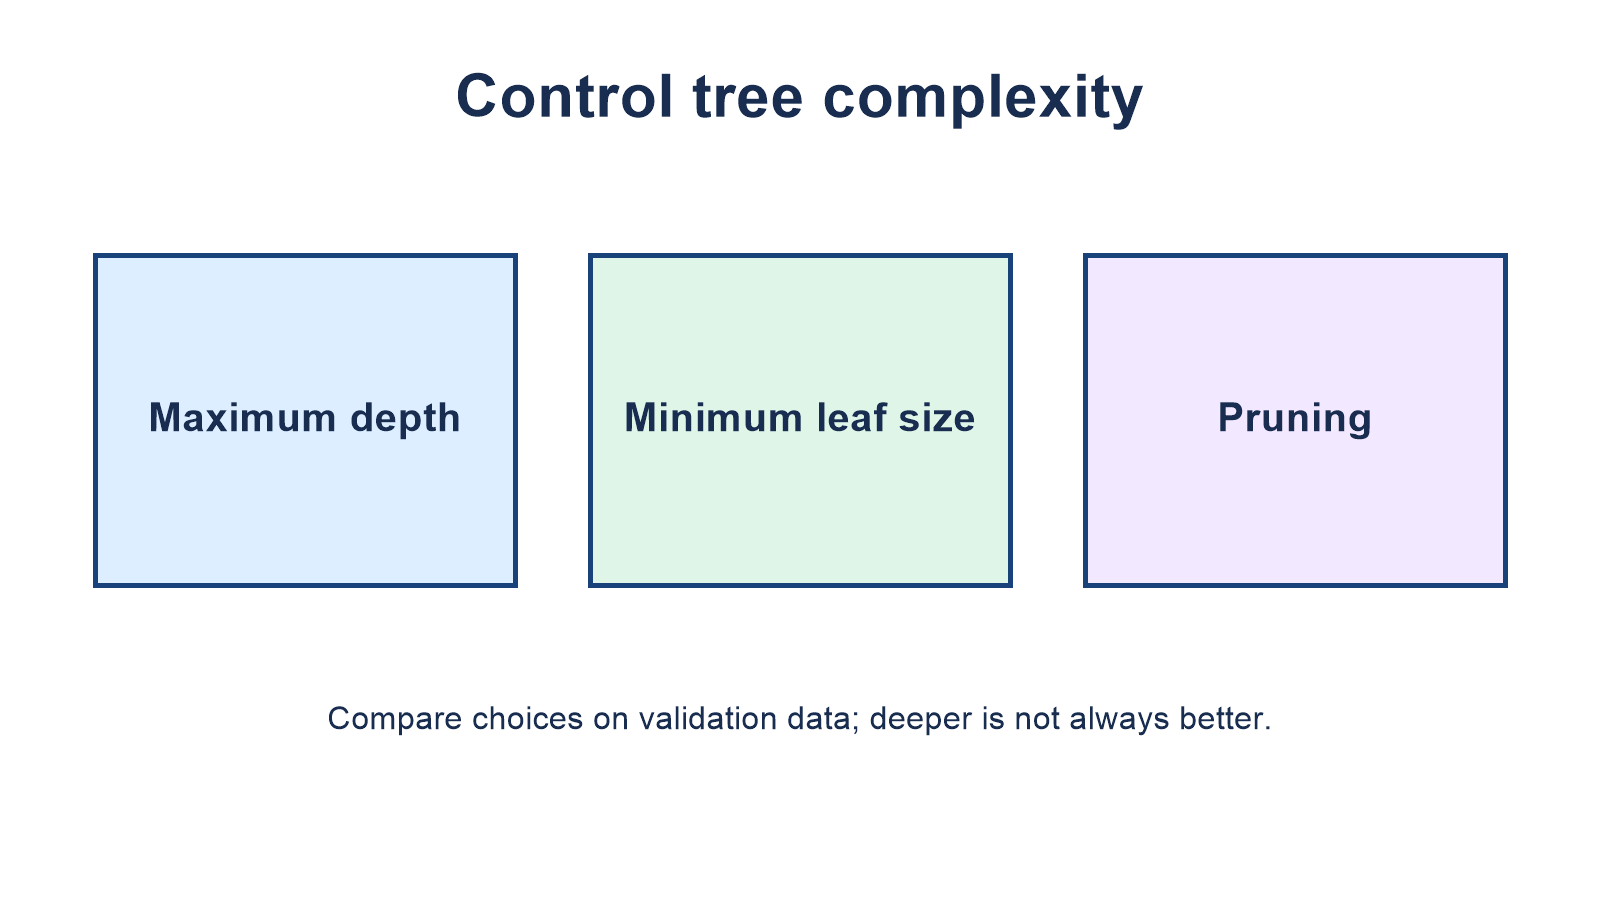 Control tree complexity
Maximum depth
Minimum leaf size
Pruning
Compare choices on validation data; deeper is not always better.